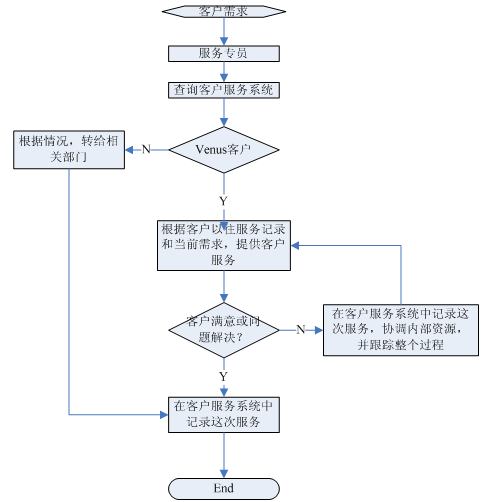 客户需求
服务专员
查询客户服务系统
Venus客户
N
根据情况，转给相
关部门
Y
根据客户以往服务记录
和当前需求，提供客户
服务
客户满意或问
题解决？
N
在客户服务系统中记录这
次服务，协调内部资源，
并跟踪整个过程
Y
在客户服务系统中
记录这次服务
End